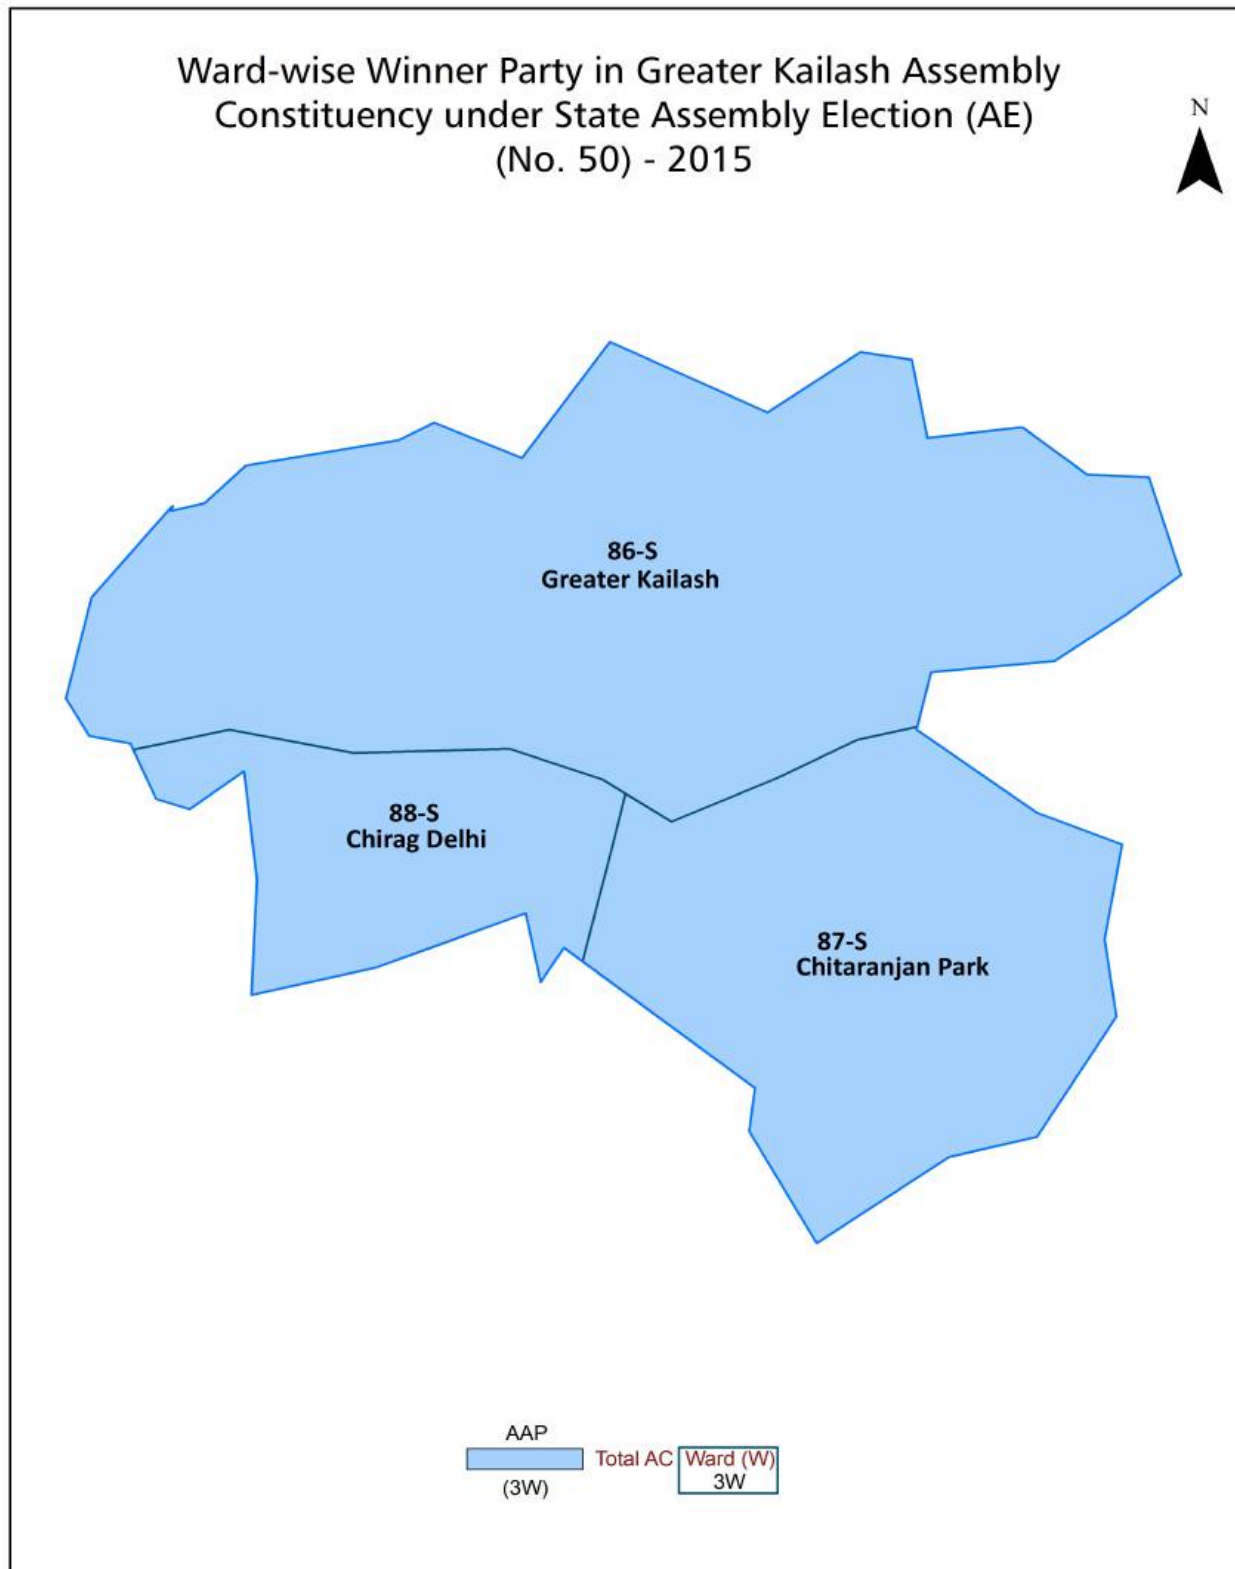 Ward-wise Winner Party in Greater Kailash Assembly
Constituency under State Assembly Election (AE)
(No. 50) - 2015
N
86-S
Greater Kailash
88-S
Chirag Delhi
87-S
Chitaranjan Park
AAP
(3W)
Total AC
Ward (W)
3W